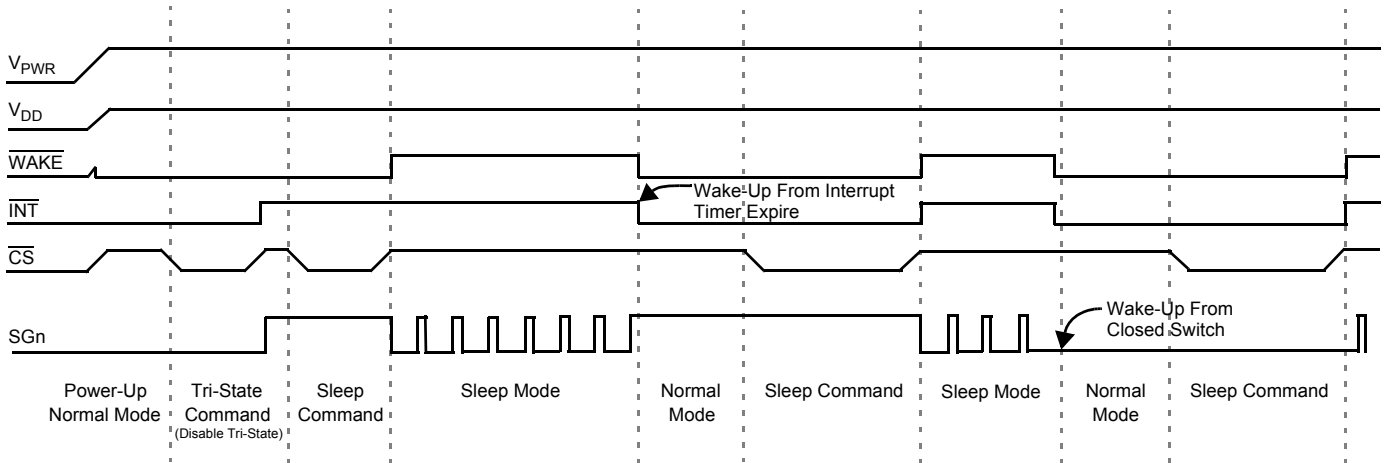 VPWR
VDD
WAKE
INT
Wake-Up From Interrupt
Timer Expire
CS
SGn
Wake-Up From
Closed Switch
Power-Up
Normal Mode
Tri-State
Command
(Disable Tri-State)
Sleep
Command
Sleep Mode
Normal
Mode
Sleep Command
Sleep Mode
Normal
Mode
Sleep Command